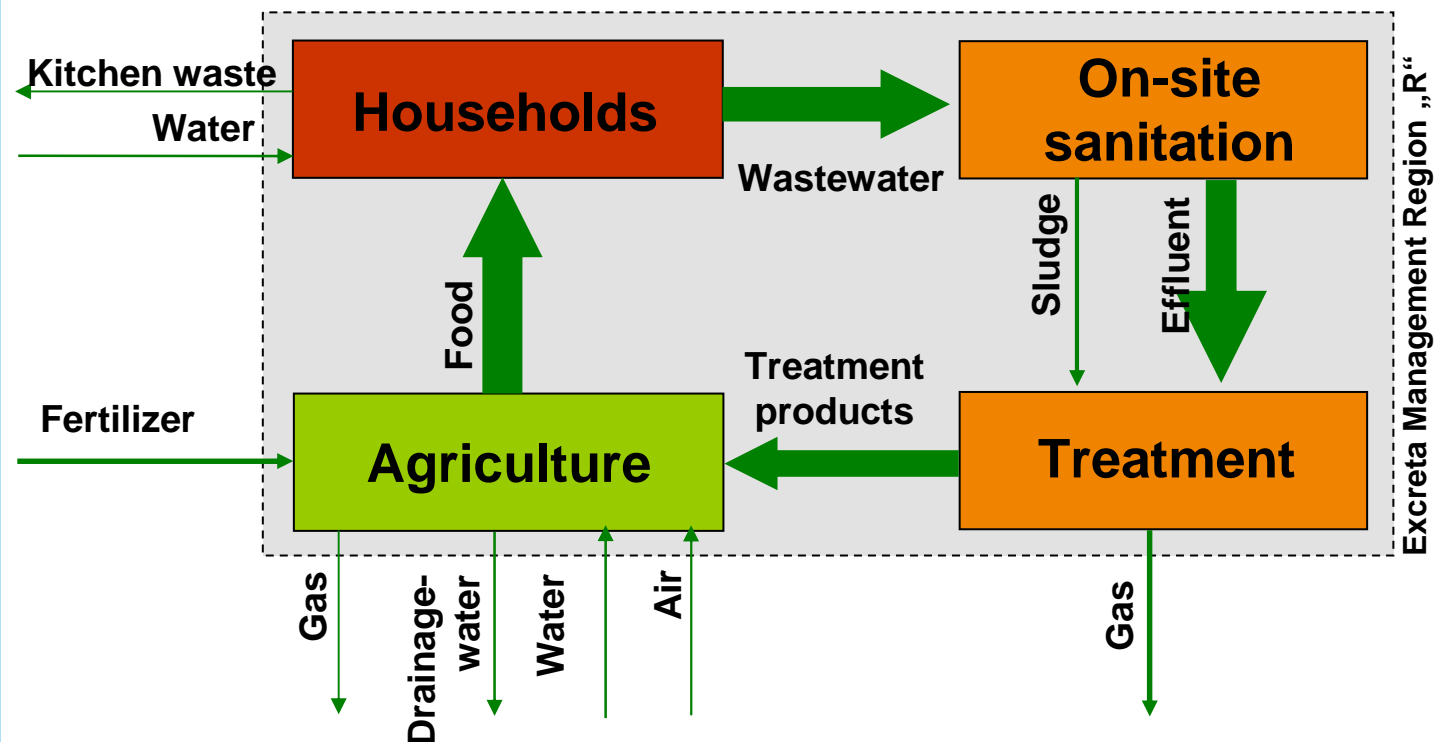 Kitchen waste
Water
Households
Wastewater
On-site
sanitation
Sludge
Effluent
Food
Treatment
products
Fertilizer
Agriculture
Treatment
Gas
Drainage-
water
Water
Air
Gas
Excreta Management Region „R“